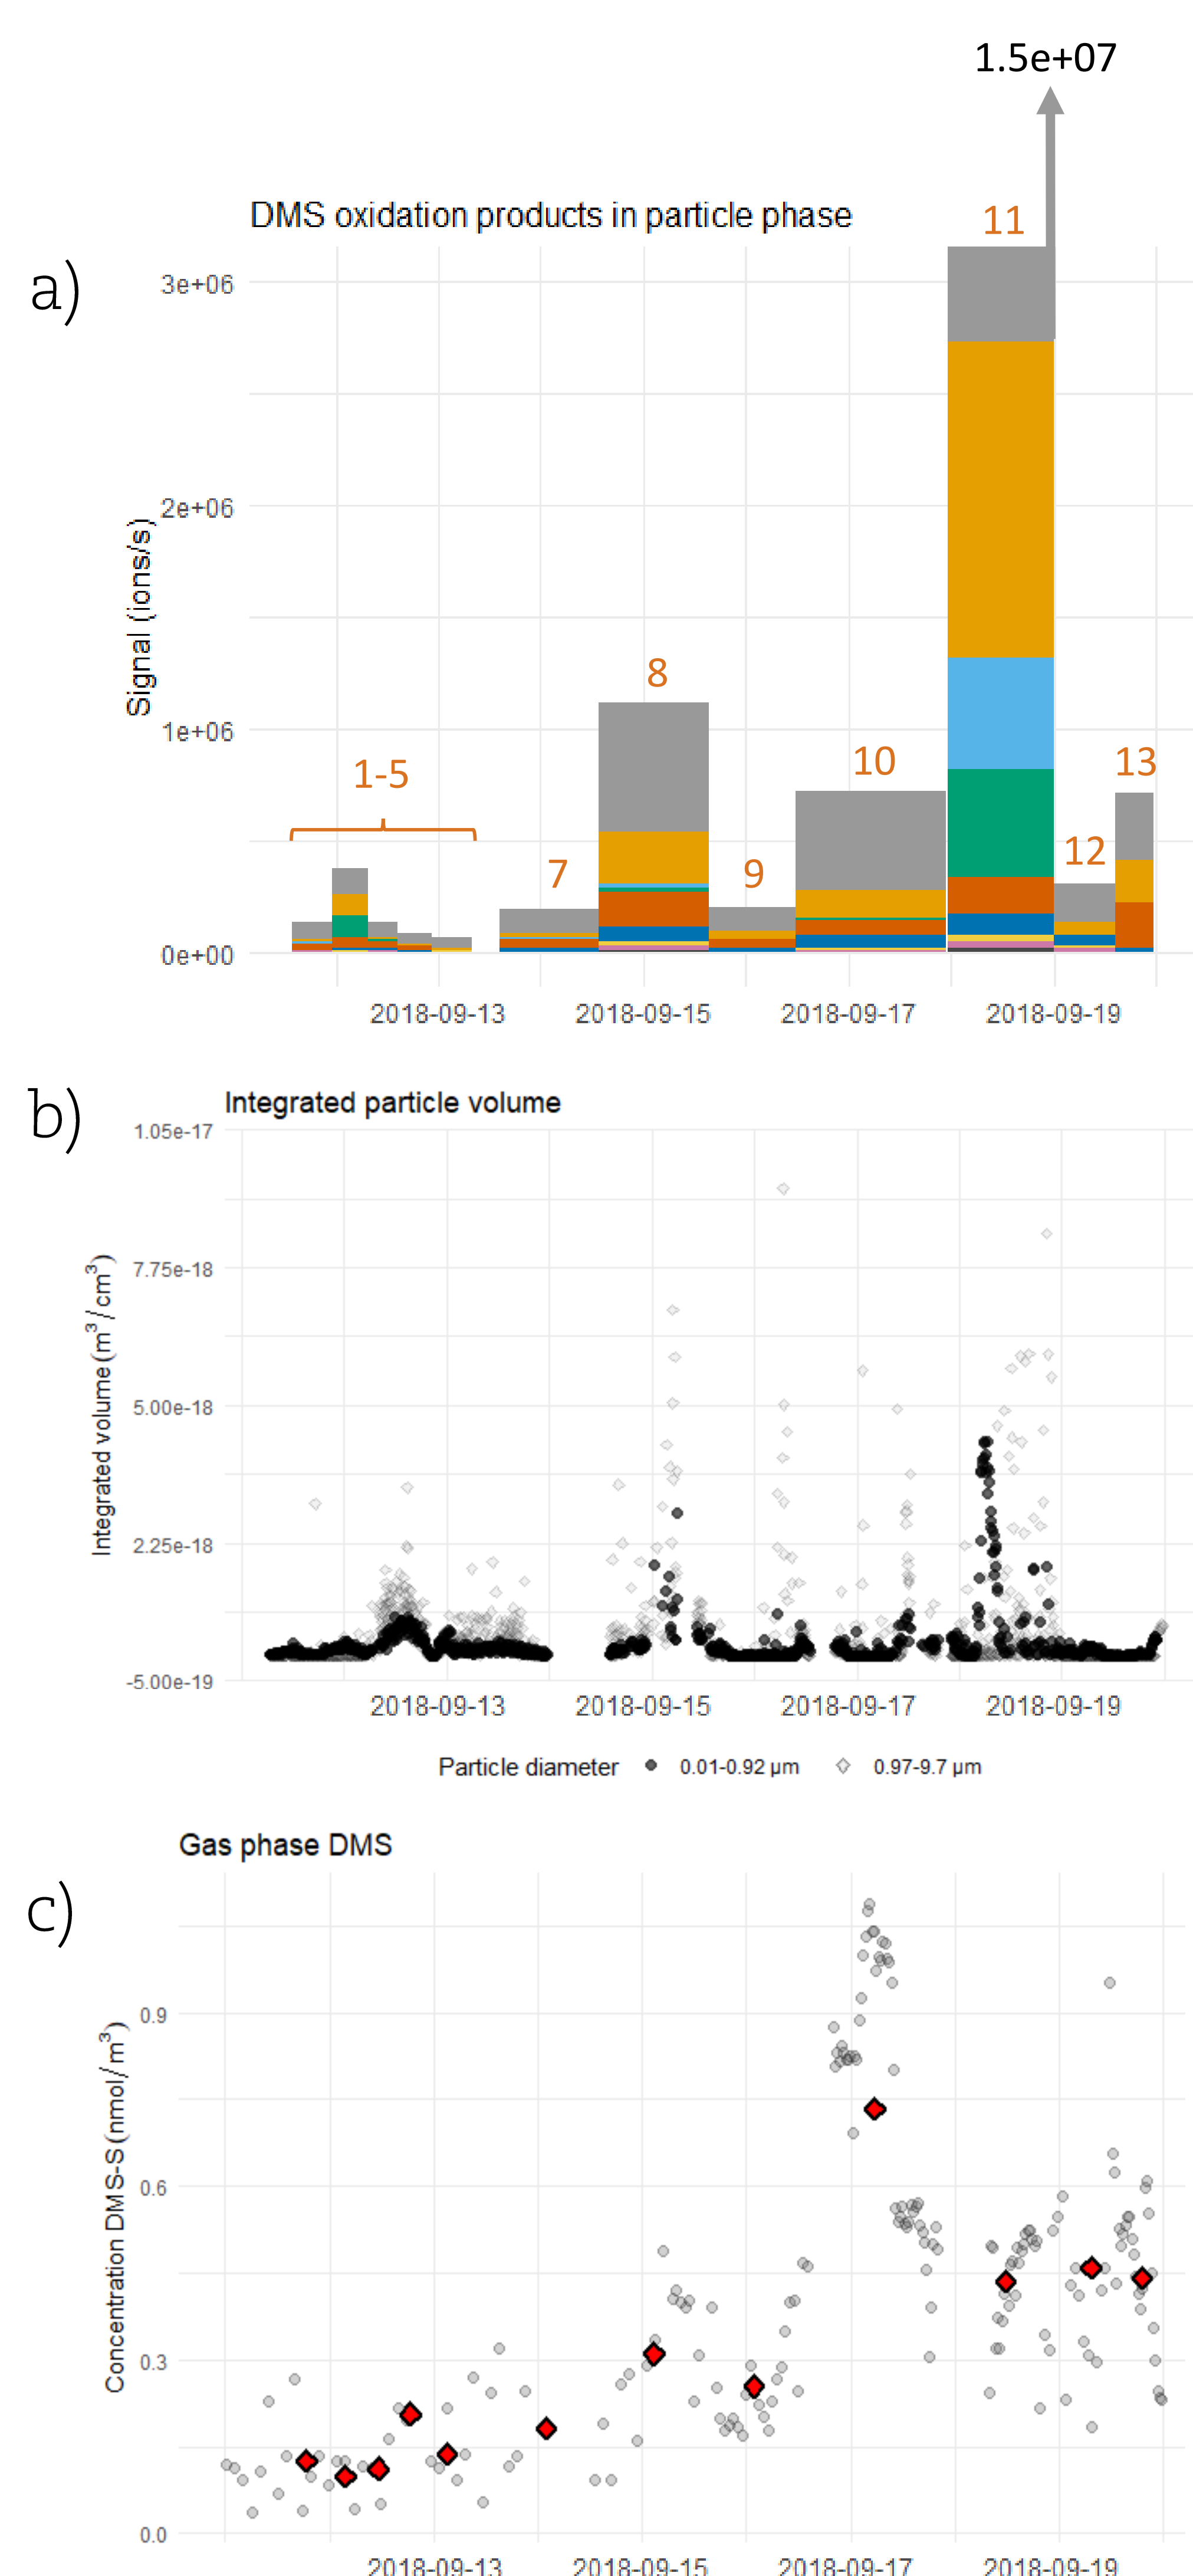 1.5e+07
DMS oxidation products in particle phase
a)
11
3e+06
2e+06
Signal (ions/s)
8
1e+06
1-5
10
13
7
9
12
0e+00
2018-09-13 2018-09-15 2018-09-17 2018-09-19
b)
Integrated particle volume
1.05e-17
7.75e-18
Integrated volume (m³/cm³)
5.00e-18
2.25e-18
-5.00e-19
2018-09-13 2018-09-15 2018-09-17 2018-09-19
Particle diameter 0.01-0.92 µm 0.97-9.7 µm
Gas phase DMS
c)
0.9
Concentration DMS-S (nmol/m³)
0.6
0.3
0.0
2018-09-13 2018-09-15 2018-09-17 2018-09-19